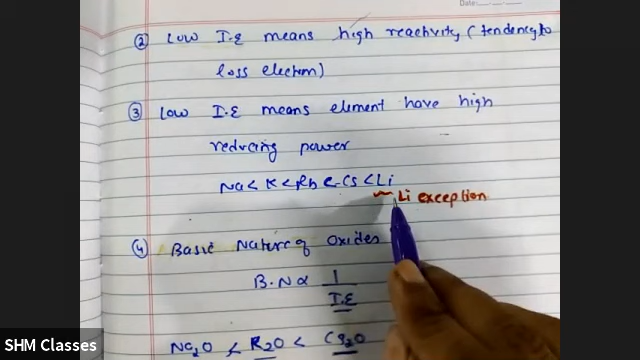 Date:
② Low I.E means high reactivity (tendency to
loss electron)
③ Low I.E means element have high
reducing power
Na < K < Rb < Cs < Li
Li exception
④ Basic Nature of Oxides
B.N ∝ 1
I.E
Na2O < K2O < Cs2O
SHM Classes